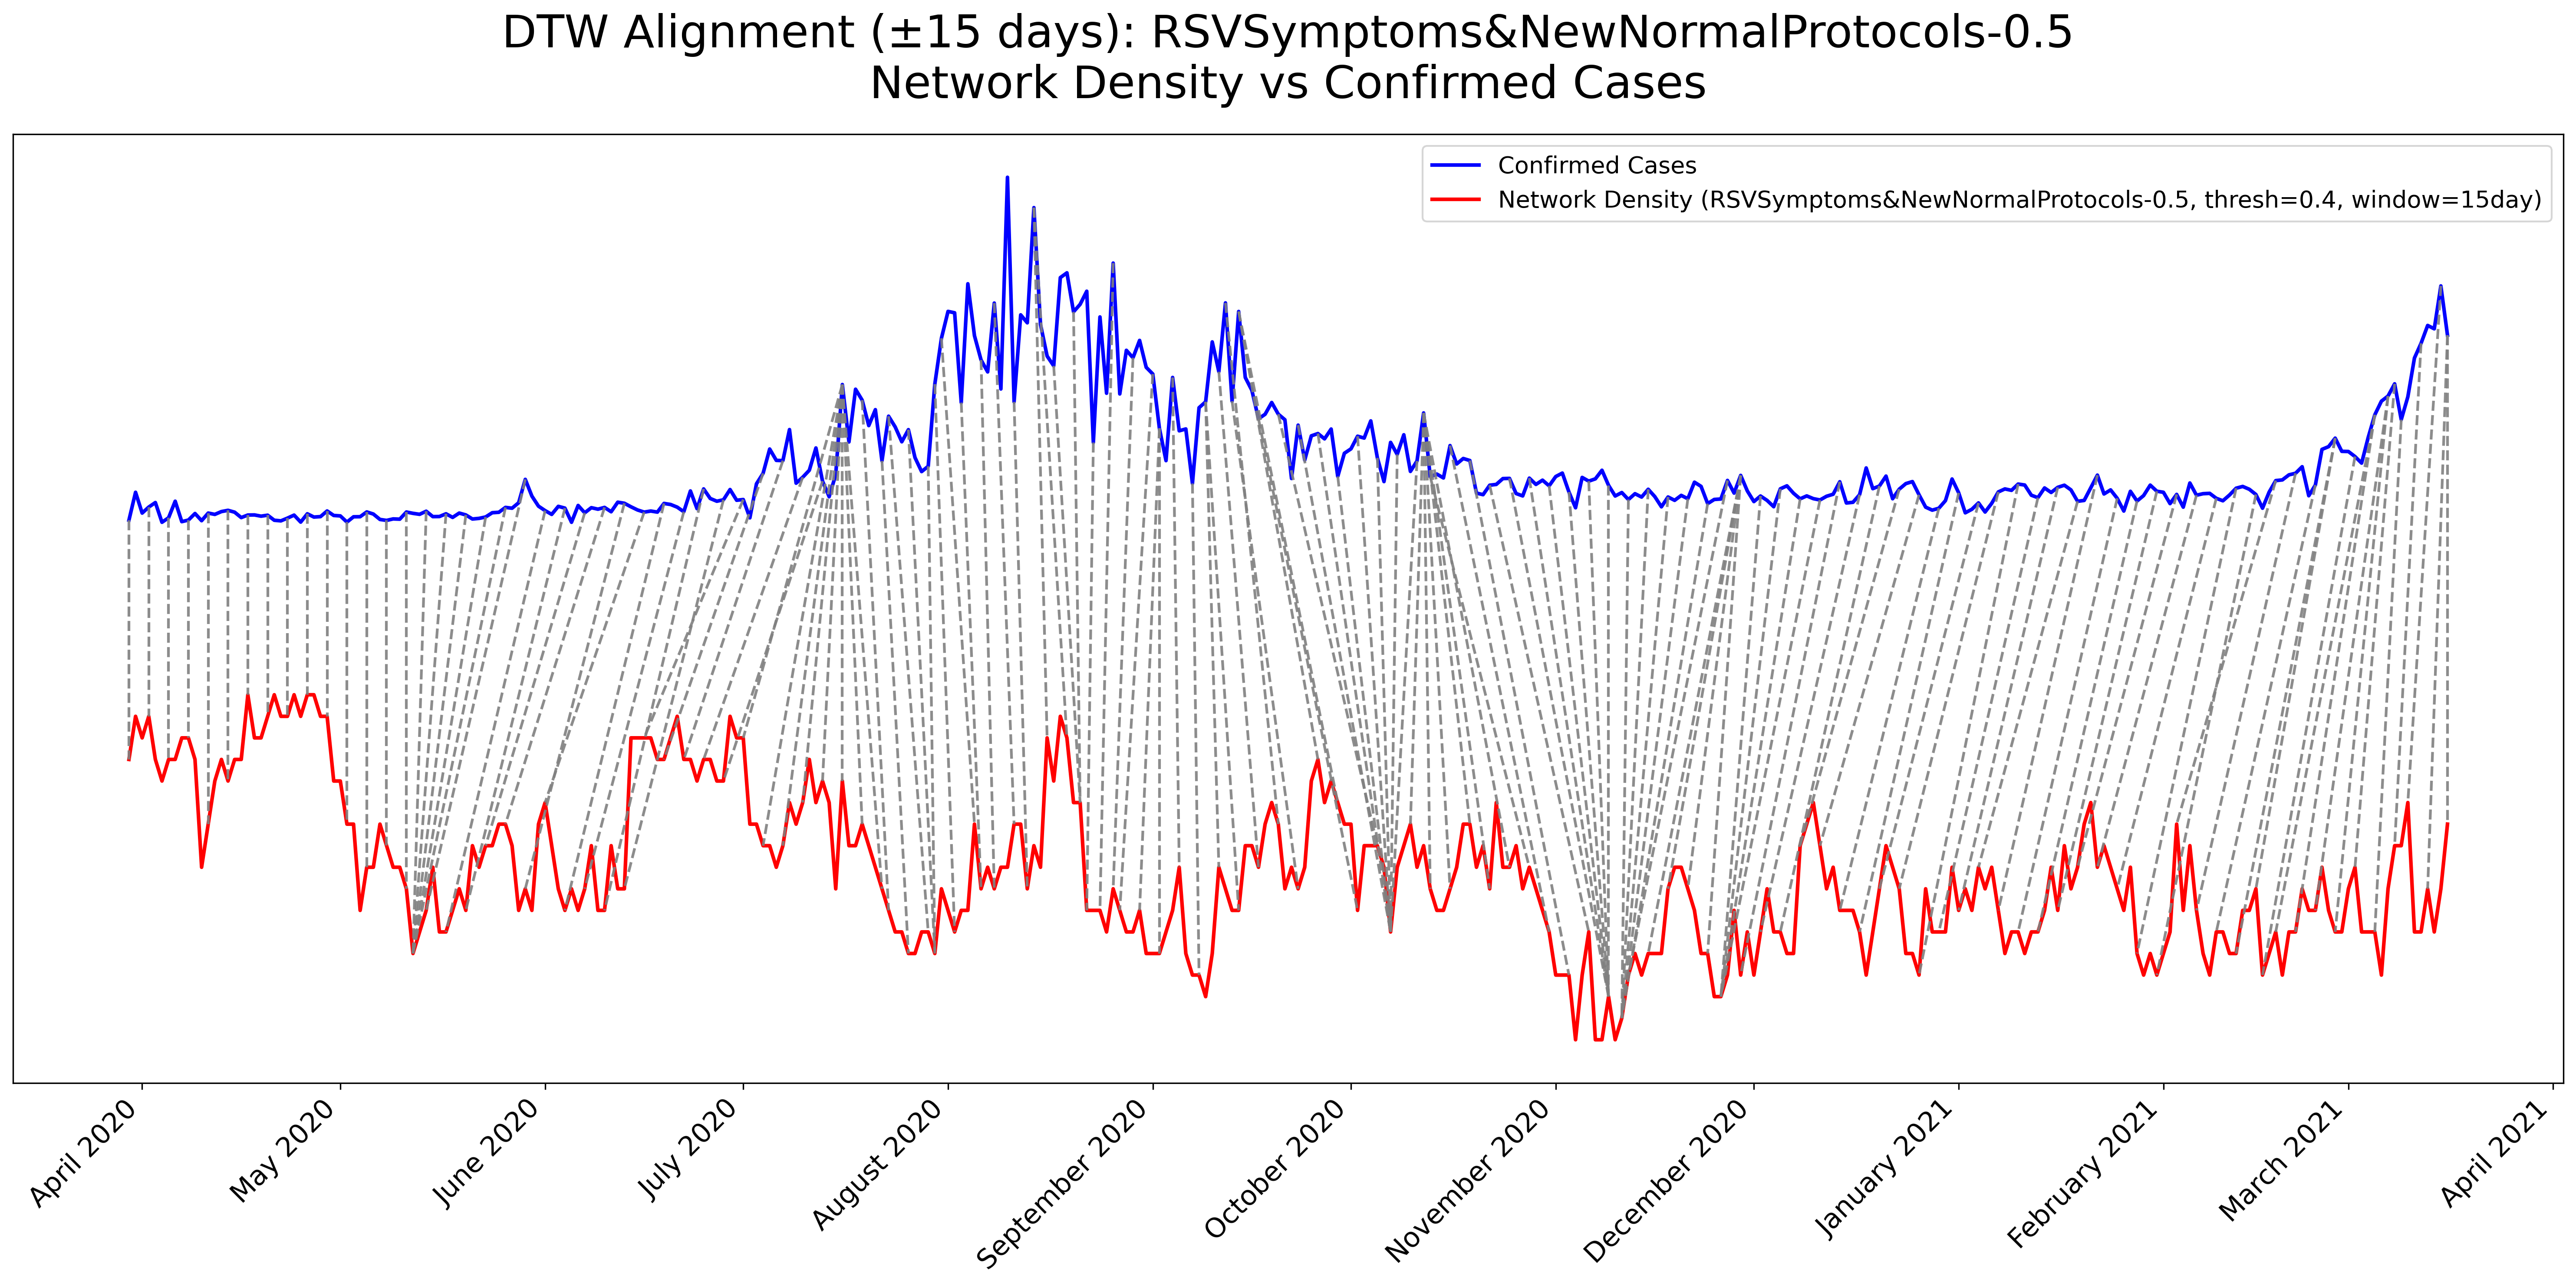 DTW Alignment (±15 days): RSVSymptoms&NewNormalProtocols-0.5
Network Density vs Confirmed Cases
Confirmed Cases
Network Density (RSVSymptoms&NewNormalProtocols-0.5, thresh=0.4, window=15day)
April 2020
May 2020
June 2020
July 2020
August 2020
September 2020
October 2020
November 2020
December 2020
January 2021
February 2021
March 2021
April 2021